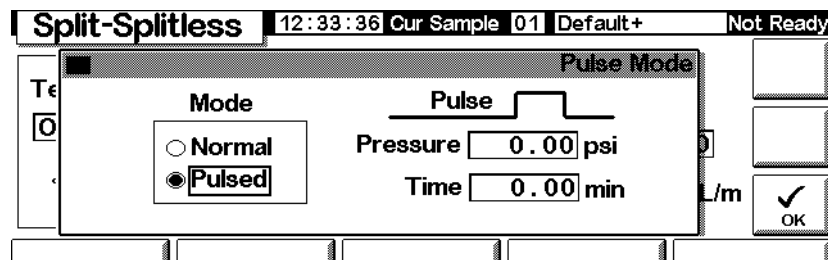 Split-Splitless 12:33:36 Cur Sample 01 Default+ Not Ready
Pulse Mode
Mode
Pulse
Normal
Pressure 0.00 psi
Pulsed
Time 0.00 min
L/m
OK